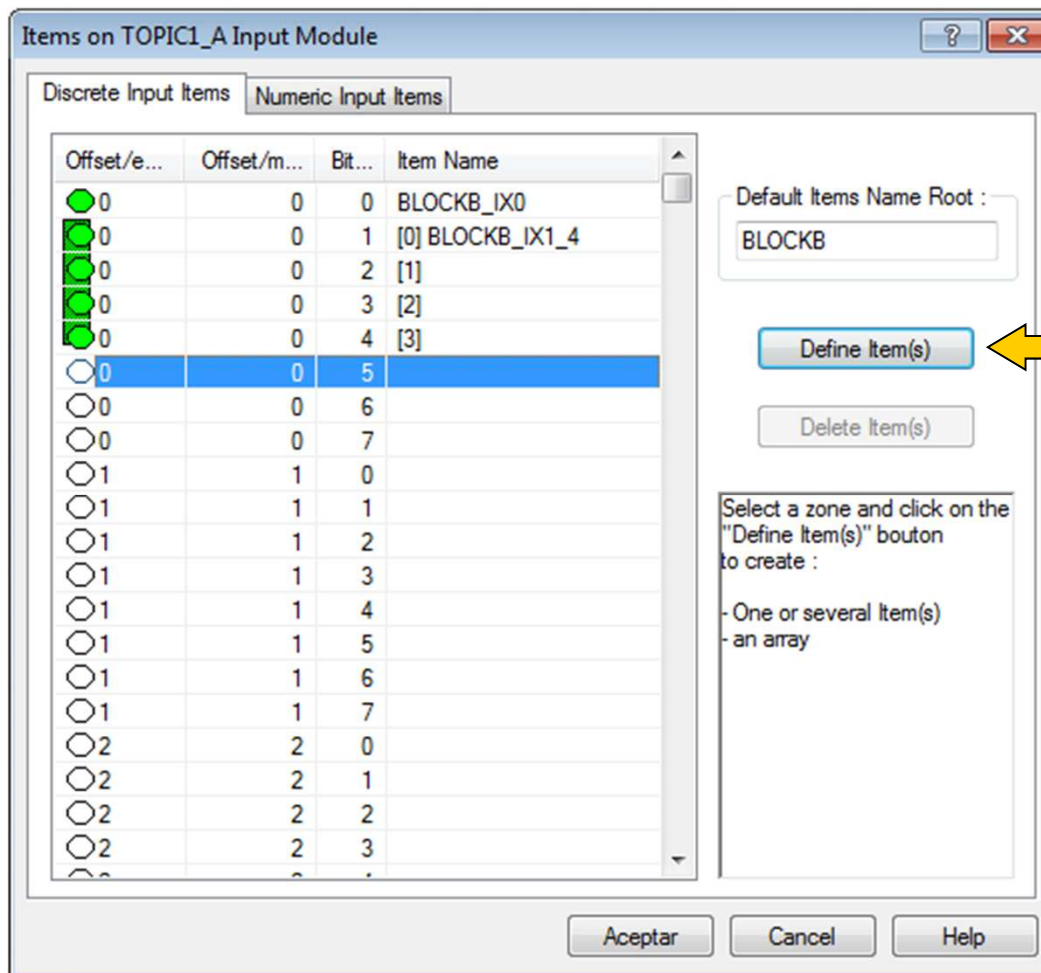 Items on TOPIC1_A Input Module
Discrete Input Items Numeric Input Items
Offset/e... Offset/m... Bit... Item Name
0 0 0 BLOCKB_IX0
0 0 1 [0] BLOCKB_IX1_4
0 0 2 [1]
0 0 3 [2]
0 0 4 [3]
0 0 5
0 0 6
0 0 7
1 1 0
1 1 1
1 1 2
1 1 3
1 1 4
1 1 5
1 1 6
1 1 7
2 2 0
2 2 1
2 2 2
2 2 3
Default Items Name Root :
BLOCKB
Define Item(s)
Delete Item(s)
Select a zone and click on the
"Define Item(s)" bouton
to create :
- One or several Item(s)
- an array
Aceptar Cancel Help